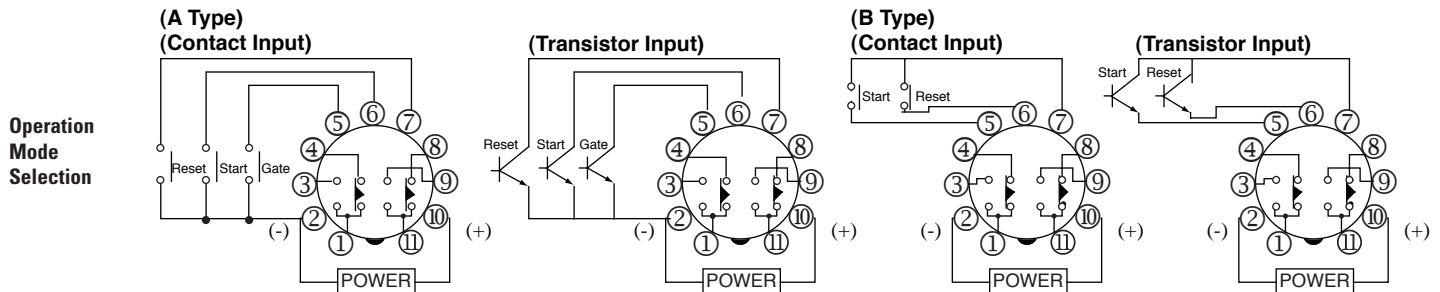 Operation
Mode
Selection
(A Type)
(Contact Input)
Reset
Start
Gate
⑤
⑥
⑦
④
⑧
③
⑨
②
⑩
①
⑪
(-)
(+)
POWER
(Transistor Input)
Reset
Start
Gate
⑤
⑥
⑦
④
⑧
③
⑨
②
⑩
①
⑪
(-)
(+)
POWER
(B Type)
(Contact Input)
Start
Reset
⑤
⑥
⑦
④
⑧
③
⑨
②
⑩
①
⑪
(-)
(+)
POWER
(Transistor Input)
Start
Reset
⑤
⑥
⑦
④
⑧
③
⑨
②
⑩
①
⑪
(-)
(+)
POWER